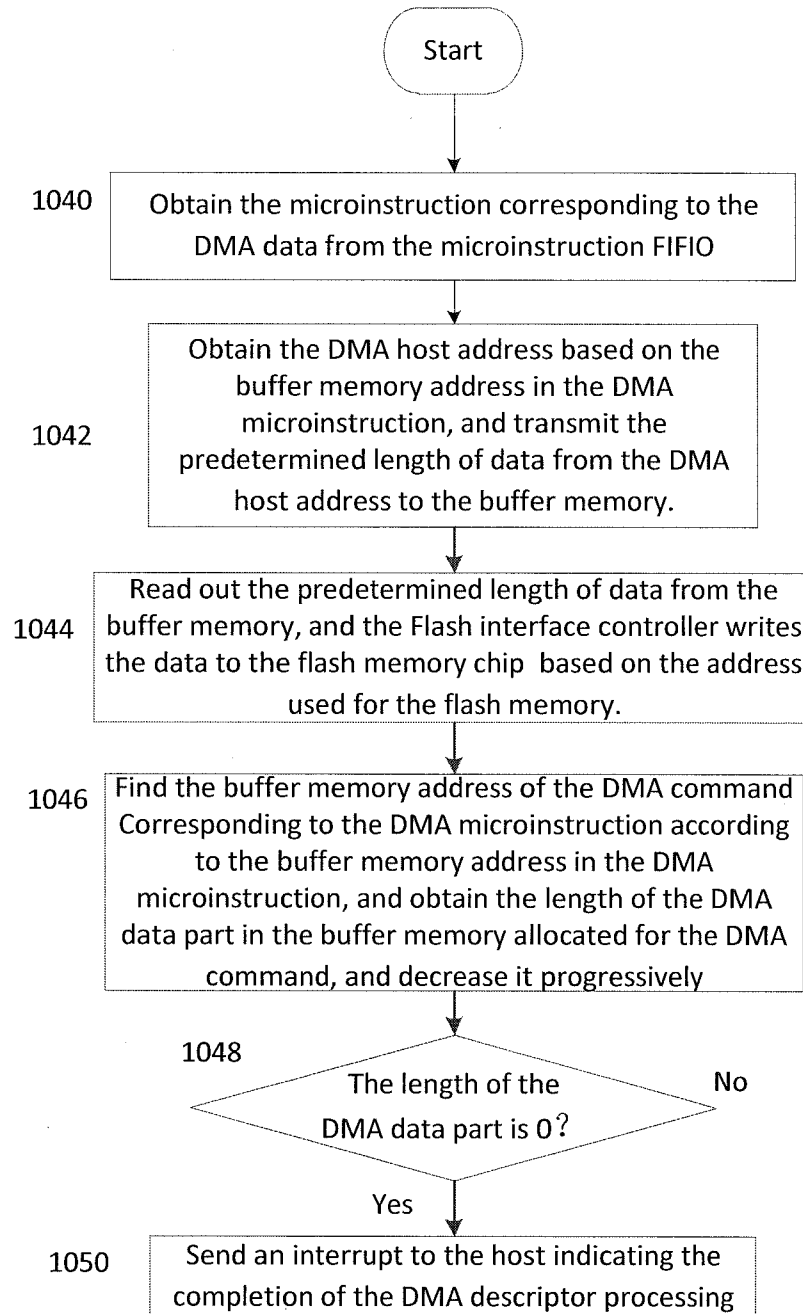 Start
1040
Obtain the microinstruction corresponding to the
DMA data from the microinstruction FIFIO
1042
Obtain the DMA host address based on the
buffer memory address in the DMA
microinstruction, and transmit the
predetermined length of data from the DMA
host address to the buffer memory.
1044
Read out the predetermined length of data from the
buffer memory, and the Flash interface controller writes
the data to the flash memory chip based on the address
used for the flash memory.
1046
Find the buffer memory address of the DMA command
Corresponding to the DMA microinstruction according
to the buffer memory address in the DMA
microinstruction, and obtain the length of the DMA
data part in the buffer memory allocated for the DMA
command, and decrease it progressively
1048
The length of the
DMA data part is 0?
No
Yes
1050
Send an interrupt to the host indicating the
completion of the DMA descriptor processing